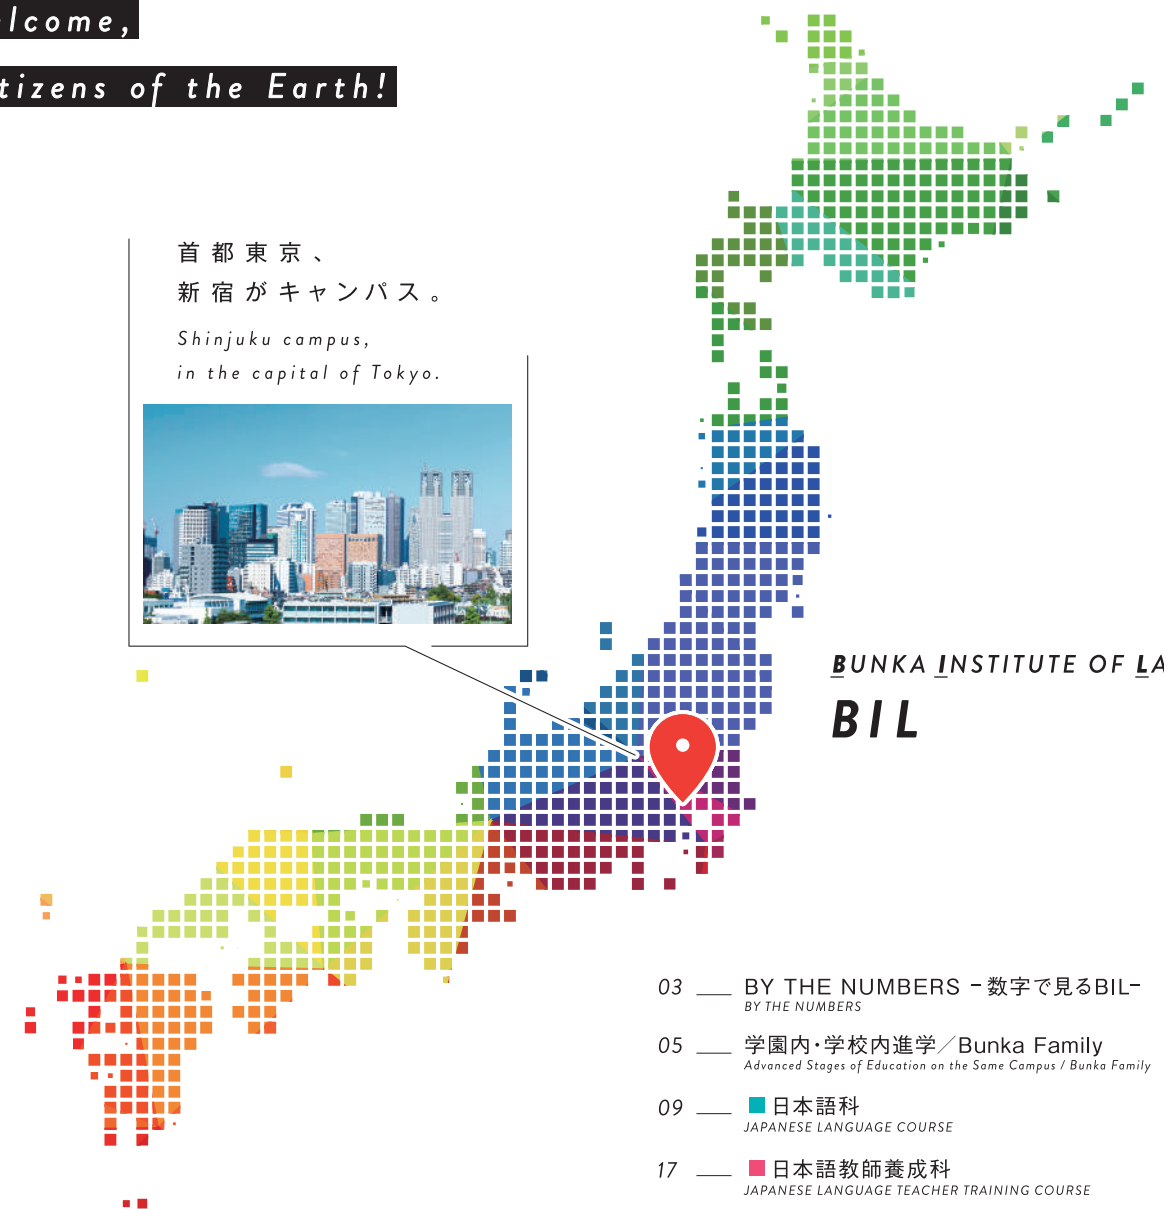 lcome,
tizens of the Earth!
首都東京、
新宿がキャンパス。
Shinjuku campus,
in the capital of Tokyo.
BUNKA INSTITUTE OF LA
BIL
03 BY THE NUMBERS －数字で見るBIL－
BY THE NUMBERS
05 学園内・学校内進学／Bunka Family
Advanced Stages of Education on the Same Campus / Bunka Family
09 日本語科
JAPANESE LANGUAGE COURSE
17 日本語教師養成科
JAPANESE LANGUAGE TEACHER TRAINING COURSE